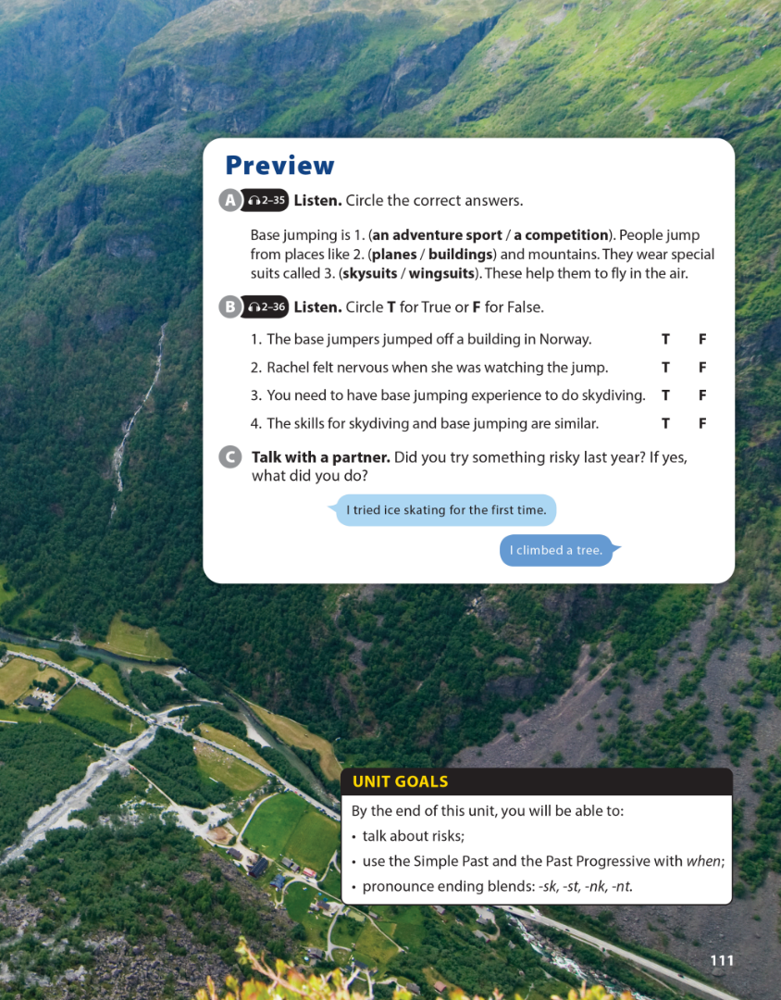 Preview
A 2–35 Listen. Circle the correct answers.
Base jumping is 1. (an adventure sport / a competition). People jump
from places like 2. (planes / buildings) and mountains. They wear special
suits called 3. (skysuits / wingsuits). These help them to fly in the air.
B 2–36 Listen. Circle T for True or F for False.
1. The base jumpers jumped off a building in Norway. T F
2. Rachel felt nervous when she was watching the jump. T F
3. You need to have base jumping experience to do skydiving. T F
4. The skills for skydiving and base jumping are similar. T F
C Talk with a partner. Did you try something risky last year? If yes,
what did you do?
I tried ice skating for the first time.
I climbed a tree.
UNIT GOALS
By the end of this unit, you will be able to:
• talk about risks;
• use the Simple Past and the Past Progressive with when;
• pronounce ending blends: -sk, -st, -nk, -nt.
111